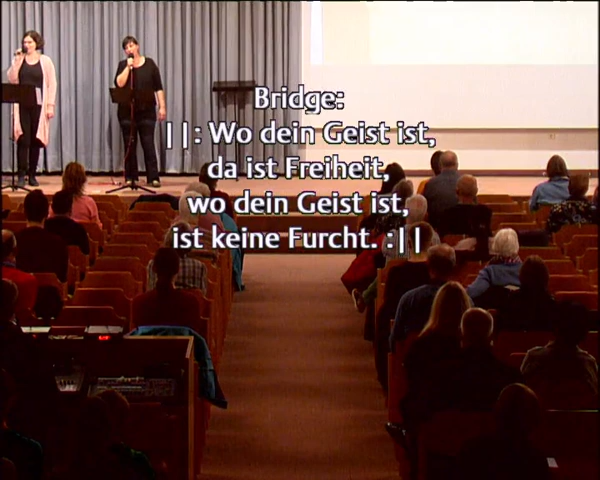 Bridge:
||: Wo dein Geist ist,
da ist Freiheit,
wo dein Geist ist,
ist keine Furcht. :||